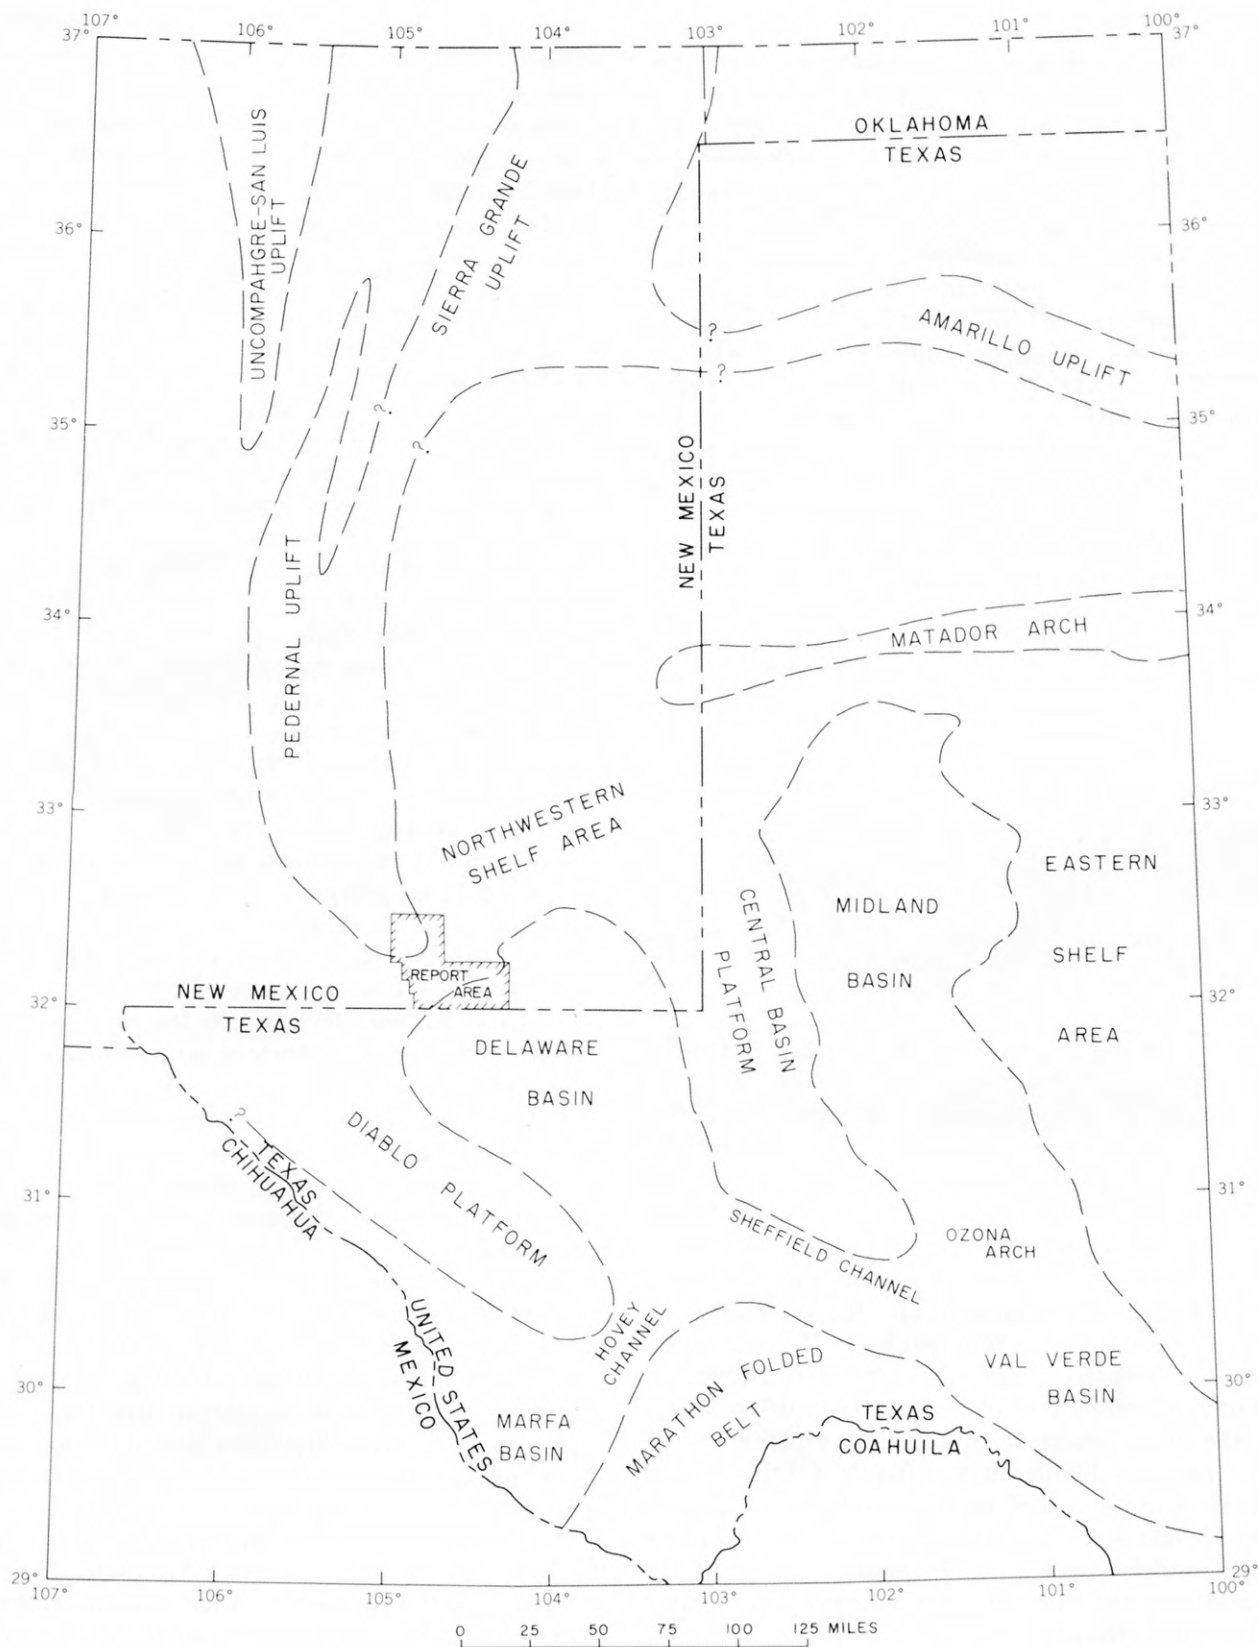 107°
106°
105°
104°
103°
102°
101°
100°
37°
37°
OKLAHOMA
TEXAS
UNCOMPAHGRE-SAN LUIS
UPLIFT
SIERRA GRANDE
UPLIFT
36°
36°
?
AMARILLO UPLIFT
?
?
?
35°
35°
NEW MEXICO
TEXAS
PEDERNAL UPLIFT
34°
34°
MATADOR ARCH
33°
33°
NORTHWESTERN
SHELF AREA
EASTERN
SHELF
AREA
MIDLAND
BASIN
CENTRAL BASIN
PLATFORM
REPORT
AREA
NEW MEXICO
TEXAS
32°
32°
DELAWARE
BASIN
DIABLO PLATFORM
?
TEXAS
CHIHUAHUA
31°
31°
SHEFFIELD CHANNEL
OZONA
ARCH
HOVEY
CHANNEL
UNITED STATES
MEXICO
30°
30°
VAL VERDE
BASIN
MARATHON FOLDED
BELT
MARFA
BASIN
TEXAS
COAHUILA
29°
29°
107°
106°
105°
104°
103°
102°
101°
100°
0 25 50 75 100 125 MILES